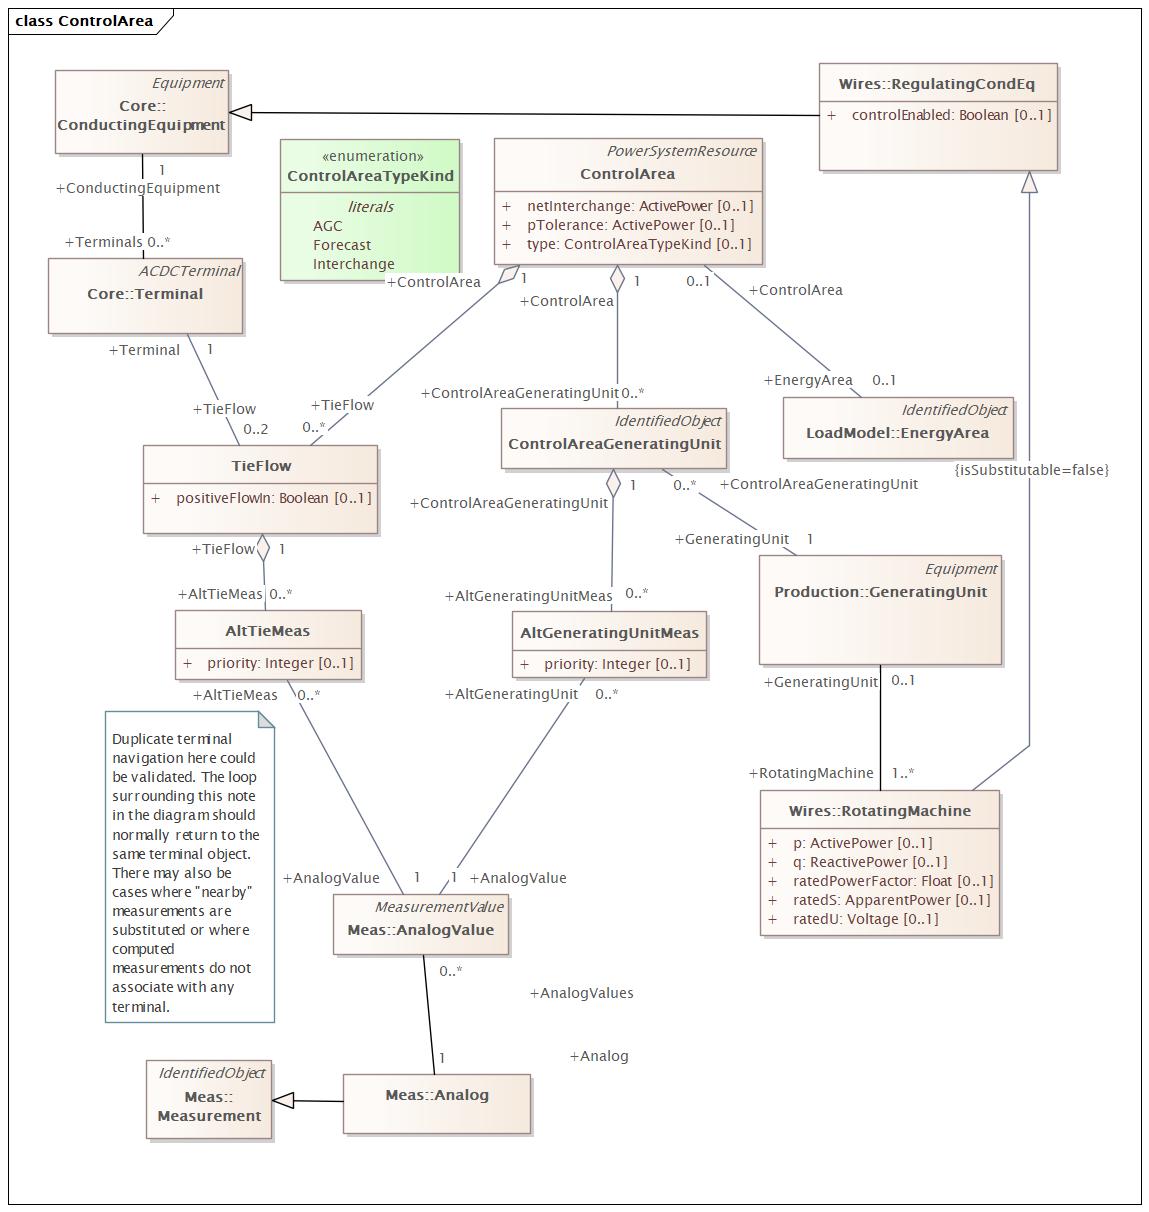 class ControlArea
Equipment
Core::
ConductingEquipment
Wires::RegulatingCondEq
+ controlEnabled: Boolean [0..1]
«enumeration»
ControlAreaTypeKind
literals
AGC
Forecast
Interchange
PowerSystemResource
ControlArea
+ netInterchange: ActivePower [0..1]
+ pTolerance: ActivePower [0..1]
+ type: ControlAreaTypeKind [0..1]
1
+ConductingEquipment
+Terminals 0..*
ACDCTerminal
Core::Terminal
+ControlArea 1
+ControlArea 1
0..1 +ControlArea
+Terminal 1
+TieFlow
0..2
+TieFlow
0..*
+ControlAreaGeneratingUnit 0..*
+EnergyArea 0..1
IdentifiedObject
ControlAreaGeneratingUnit
IdentifiedObject
LoadModel::EnergyArea
{isSubstitutable=false}
TieFlow
+ positiveFlowIn: Boolean [0..1]
1
+ControlAreaGeneratingUnit
0..* +ControlAreaGeneratingUnit
+GeneratingUnit 1
+TieFlow 1
+AltTieMeas 0..*
+AltGeneratingUnitMeas 0..*
Equipment
Production::GeneratingUnit
AltTieMeas
+ priority: Integer [0..1]
AltGeneratingUnitMeas
+ priority: Integer [0..1]
+AltTieMeas 0..*
+AltGeneratingUnit 0..*
+GeneratingUnit 0..1
+RotatingMachine 1..*
Duplicate terminal
navigation here could
be validated. The loop
surrounding this note
in the diagram should
normally return to the
same terminal object.
There may also be
cases where "nearby"
measurements are
substituted or where
computed
measurements do not
associate with any
terminal.
Wires::RotatingMachine
+ p: ActivePower [0..1]
+ q: ReactivePower [0..1]
+ ratedPowerFactor: Float [0..1]
+ ratedS: ApparentPower [0..1]
+ ratedU: Voltage [0..1]
+AnalogValue 1
1 +AnalogValue
MeasurementValue
Meas::AnalogValue
0..*
+AnalogValues
1
+Analog
IdentifiedObject
Meas::
Measurement
Meas::Analog